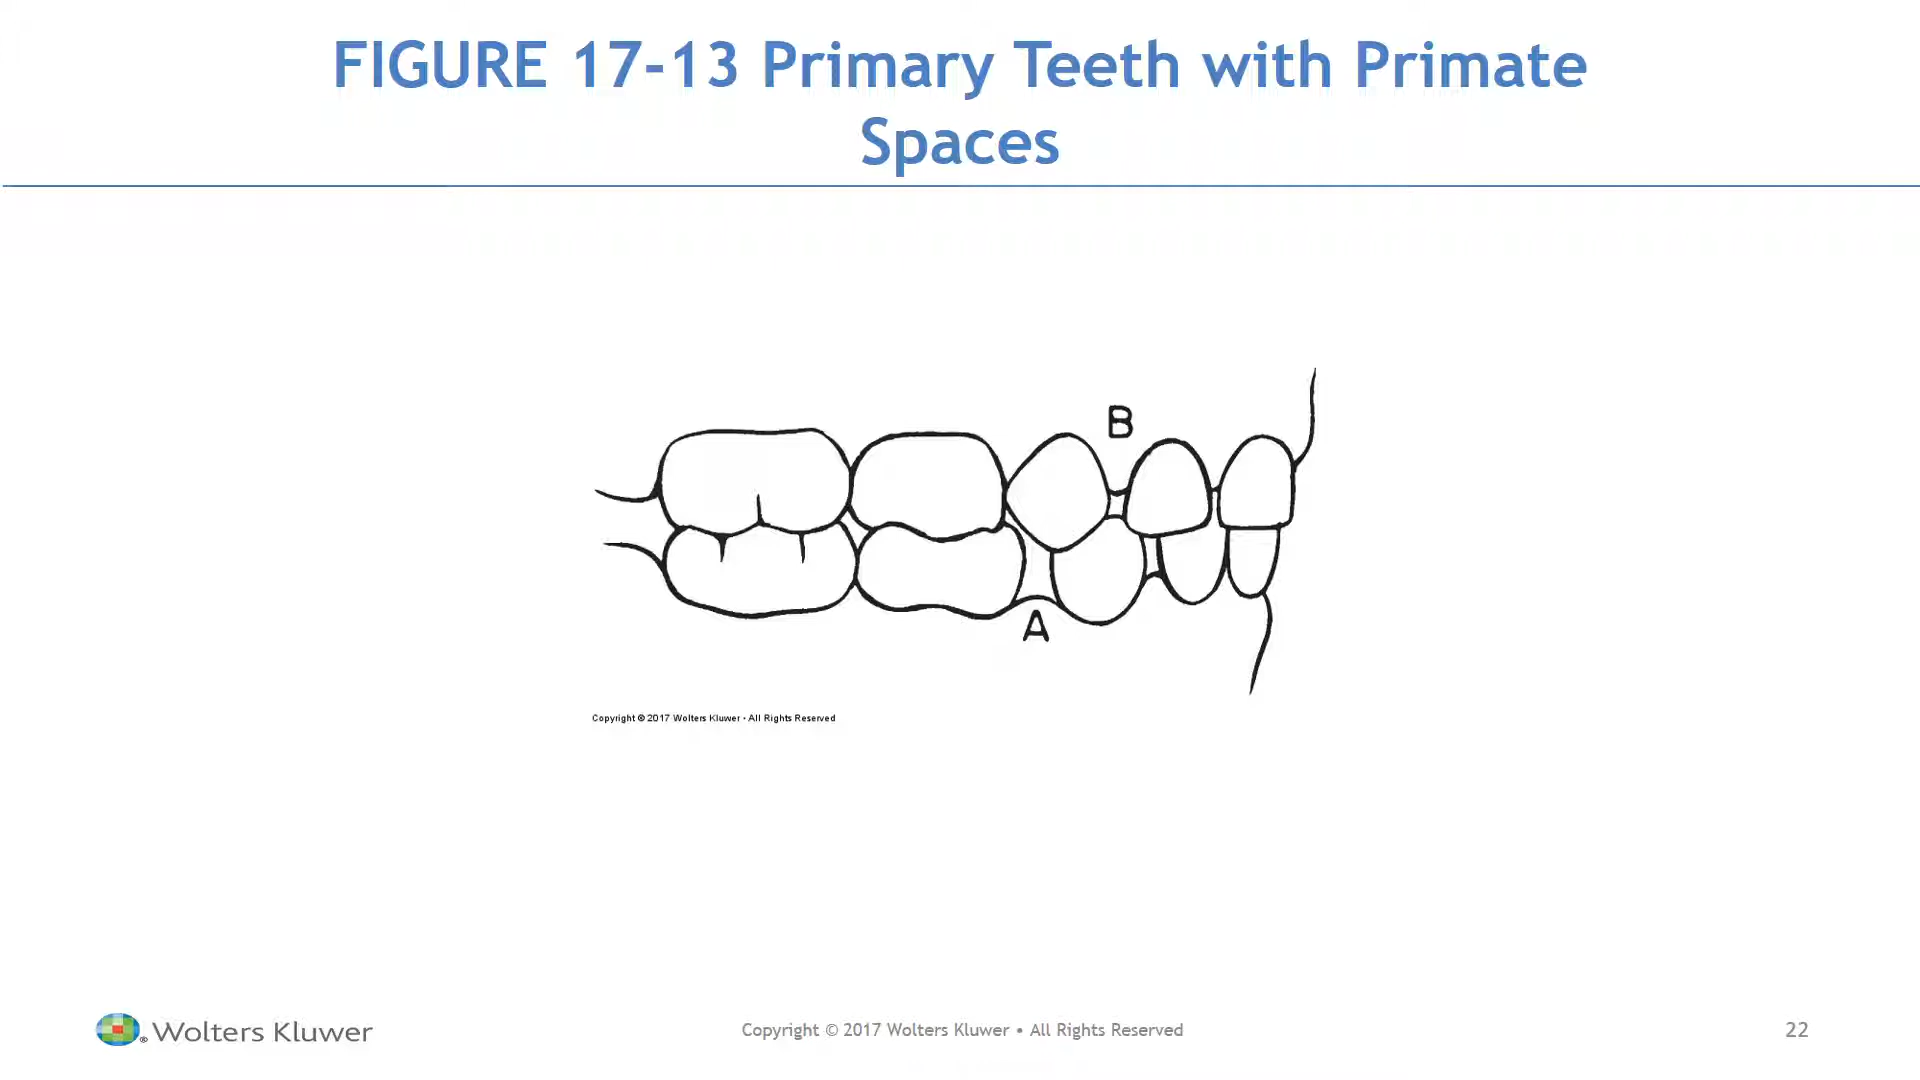 FIGURE 17-13 Primary Teeth with Primate
Spaces
B
A
Copyright © 2017 Wolters Kluwer • All Rights Reserved
® Wolters Kluwer
Copyright © 2017 Wolters Kluwer • All Rights Reserved
22